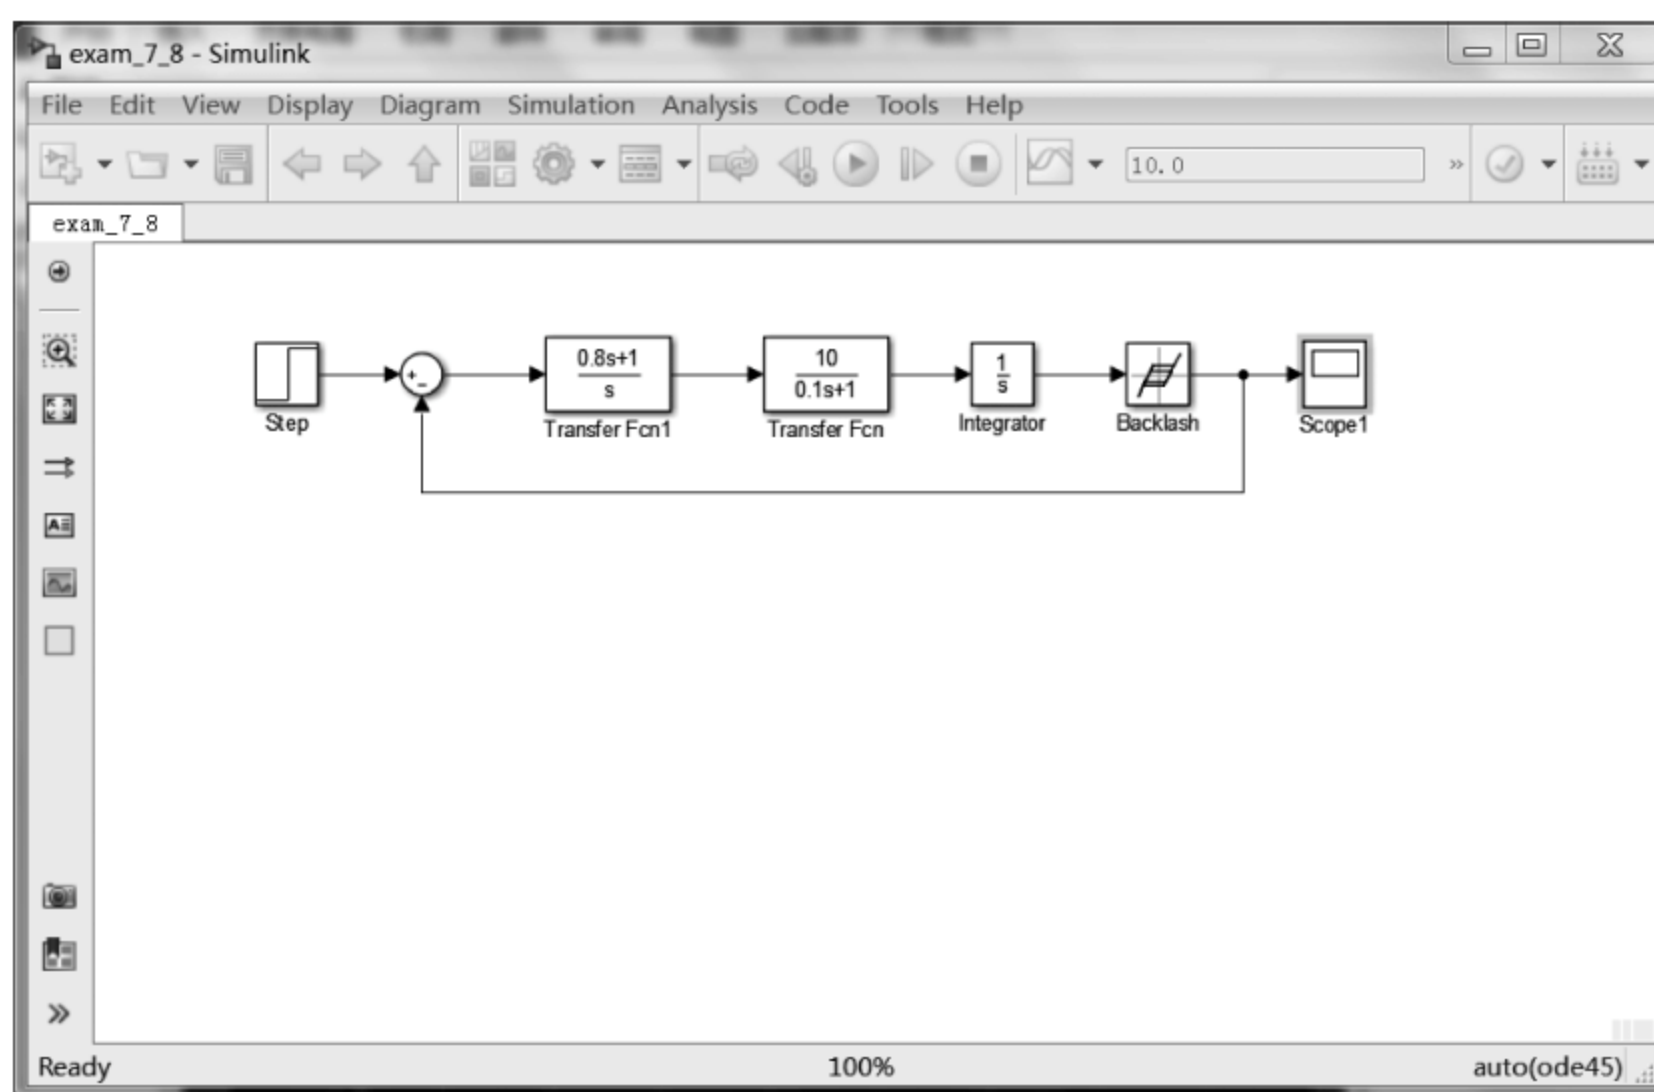 exam_7_8 - Simulink
File Edit View Display Diagram Simulation Analysis Code Tools Help
10.0
exam_7_8
+
-
0.8s+1
s
10
0.1s+1
1
s
Step
Transfer Fcn1
Transfer Fcn
Integrator
Backlash
Scope1
Ready 100% auto(ode45)